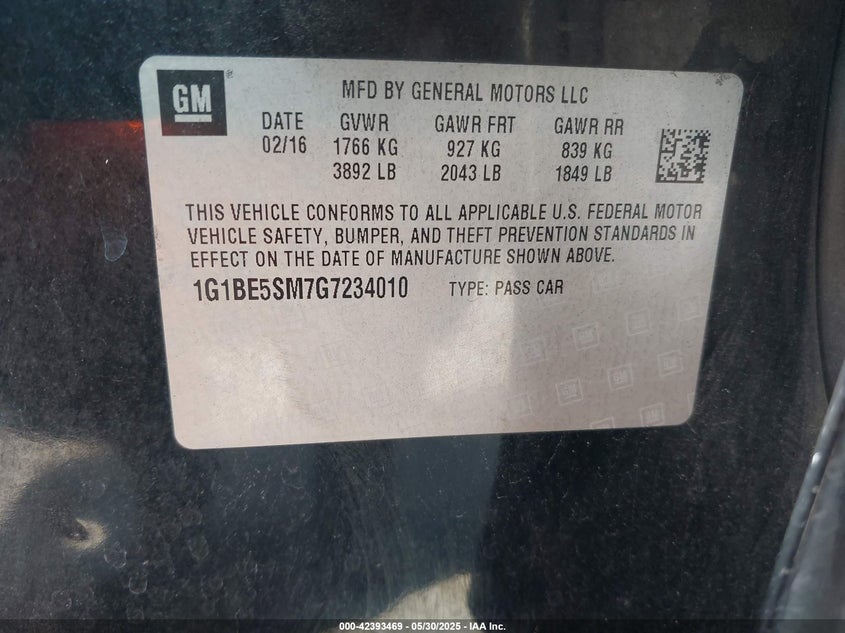 GM
MFD BY GENERAL MOTORS LLC
DATE GVWR GAWR FRT GAWR RR
02/16 1766 KG 927 KG 839 KG
3892 LB 2043 LB 1849 LB
THIS VEHICLE CONFORMS TO ALL APPLICABLE U.S. FEDERAL MOTOR
VEHICLE SAFETY, BUMPER, AND THEFT PREVENTION STANDARDS IN
EFFECT ON THE DATE OF MANUFACTURE SHOWN ABOVE.
1G1BE5SM7G7234010 TYPE: PASS CAR
000-42393469 — 05/30/2025 — IAA Inc.